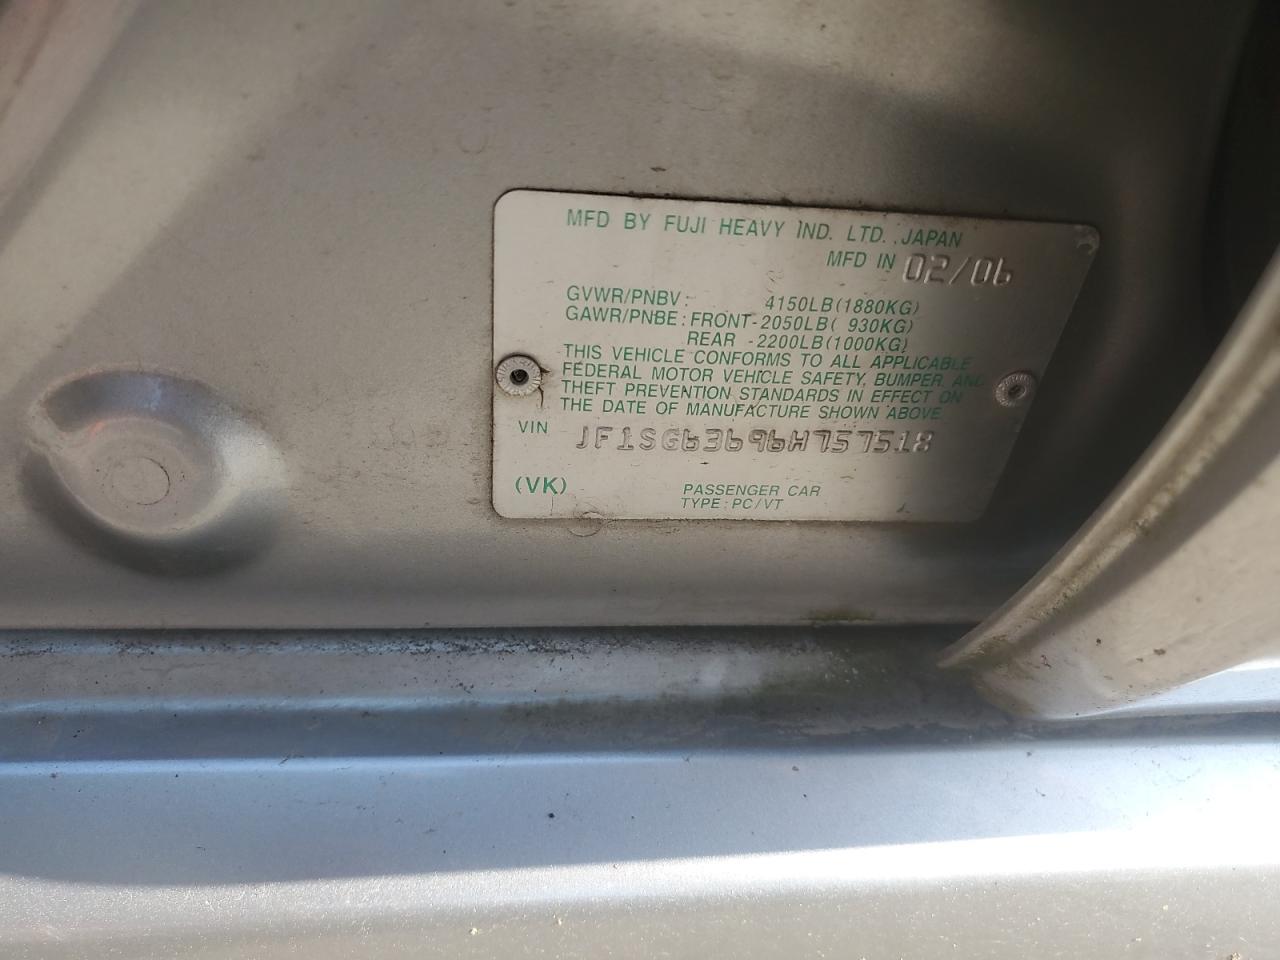 MFD BY FUJI HEAVY IND. LTD. JAPAN
MFD IN 02/06
GVWR/PNBV: 4150LB(1880KG)
GAWR/PNBE: FRONT-2050LB( 930KG)
REAR -2200LB(1000KG)
THIS VEHICLE CONFORMS TO ALL APPLICABLE
FEDERAL MOTOR VEHICLE SAFETY, BUMPER, AND
THEFT PREVENTION STANDARDS IN EFFECT ON
THE DATE OF MANUFACTURE SHOWN ABOVE.
VIN JF1SG63696H757518
(VK) PASSENGER CAR
TYPE: PC/VT